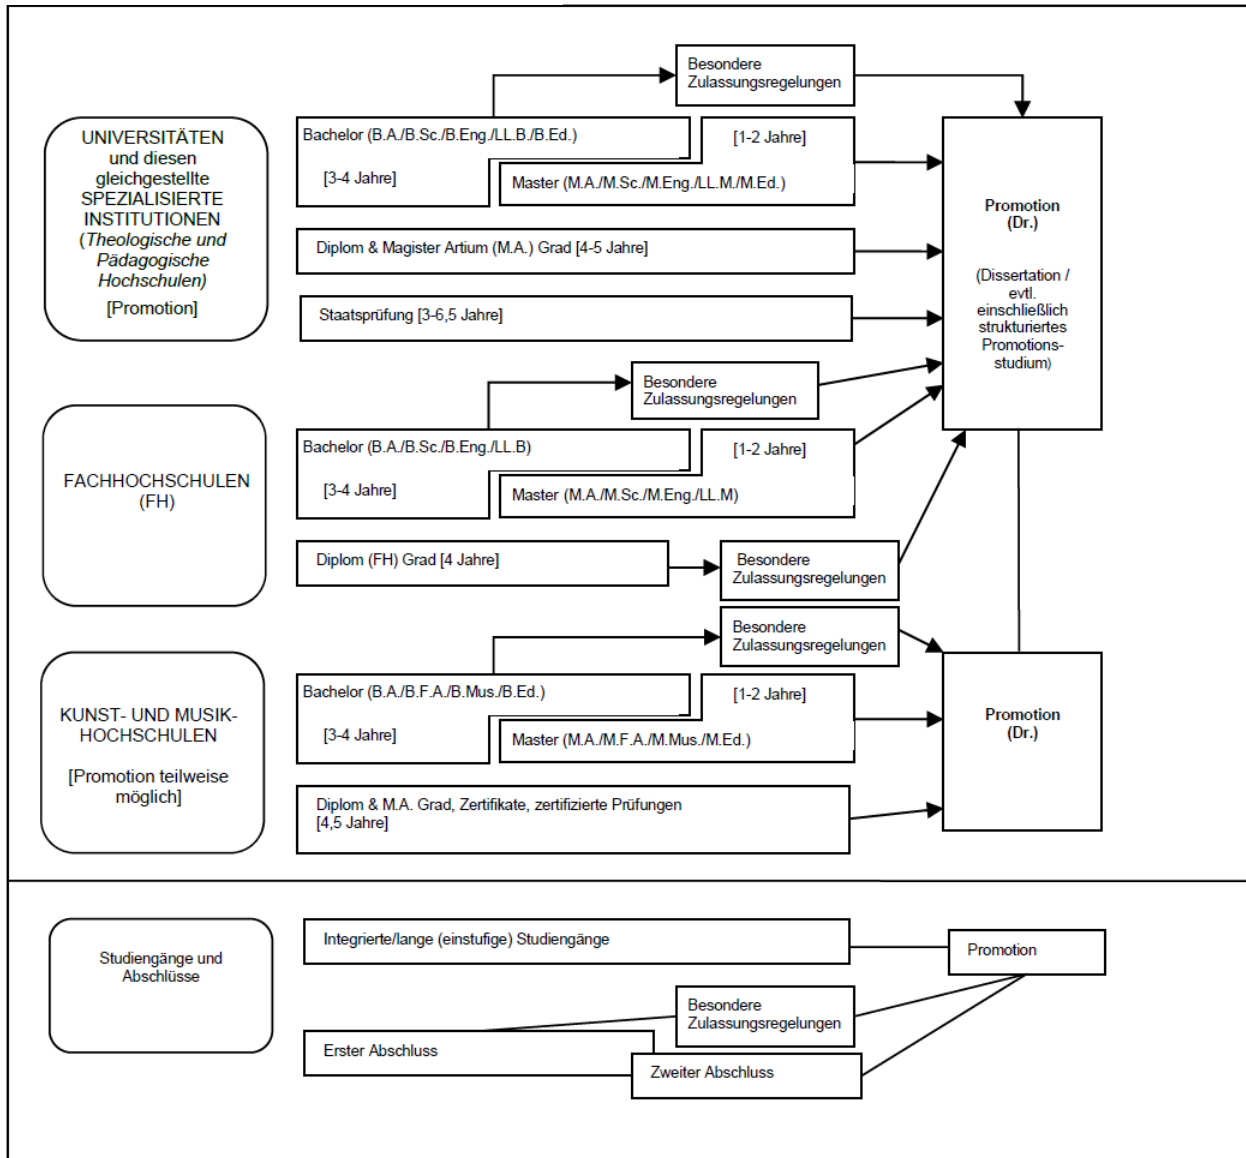 Besondere
Zulassungsregelungen
UNIVERSITÄTEN
und diesen
gleichgestellte
SPEZIALISIERTE
INSTITUTIONEN
(Theologische und
Pädagogische
Hochschulen)
[Promotion]
Bachelor (B.A./B.Sc./B.Eng./LL.B./B.Ed.)
[3-4 Jahre]
[1-2 Jahre]
Master (M.A./M.Sc./M.Eng./LL.M./M.Ed.)
Diplom & Magister Artium (M.A.) Grad [4-5 Jahre]
Staatsprüfung [3-6,5 Jahre]
Promotion
(Dr.)
(Dissertation /
evtl.
einschließlich
strukturiertes
Promotions-
studium)
Besondere
Zulassungsregelungen
FACHHOCHSCHULEN
(FH)
Bachelor (B.A./B.Sc./B.Eng./LL.B)
[3-4 Jahre]
[1-2 Jahre]
Master (M.A./M.Sc./M.Eng./LL.M)
Diplom (FH) Grad [4 Jahre]
Besondere
Zulassungsregelungen
Besondere
Zulassungsregelungen
KUNST- UND MUSIK-
HOCHSCHULEN
[Promotion teilweise
möglich]
Bachelor (B.A./B.F.A./B.Mus./B.Ed.)
[3-4 Jahre]
[1-2 Jahre]
Master (M.A./M.F.A./M.Mus./M.Ed.)
Diplom & M.A. Grad, Zertifikate, zertifizierte Prüfungen
[4,5 Jahre]
Promotion
(Dr.)
Studiengänge und
Abschlüsse
Integrierte/lange (einstufige) Studiengänge
Promotion
Besondere
Zulassungsregelungen
Erster Abschluss
Zweiter Abschluss